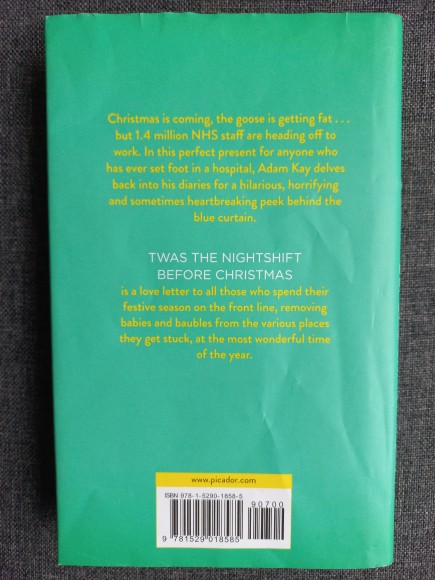 Christmas is coming, the goose is getting fat . . .
but 1.4 million NHS staff are heading off to
work. In this perfect present for anyone who
has ever set foot in a hospital, Adam Kay delves
back into his diaries for a hilarious, horrifying
and sometimes heartbreaking peek behind the
blue curtain.
TWAS THE NIGHTSHIFT
BEFORE CHRISTMAS
is a love letter to all those who spend their
festive season on the front line, removing
babies and baubles from the various places
they get stuck, at the most wonderful time
of the year.
www.picador.com
ISBN 978-1-5290-1858-5
90700
9 781529 018585